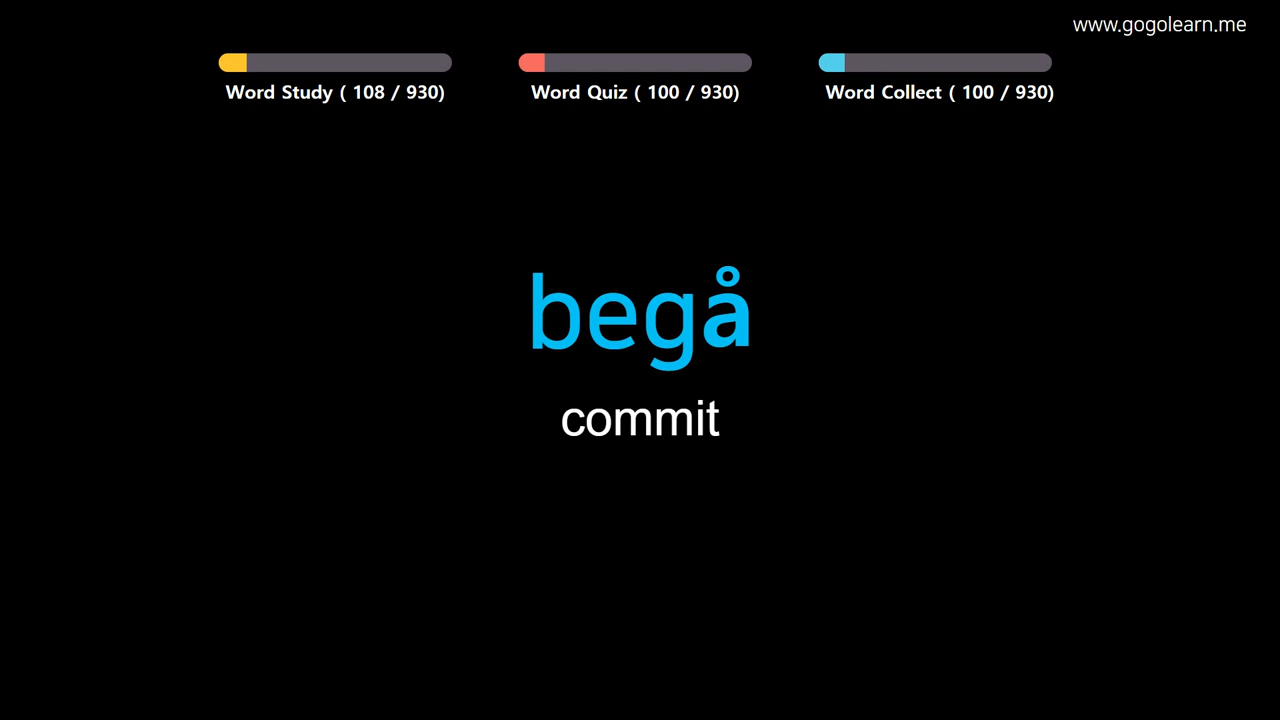 www.gogolearn.me
Word Study ( 108 / 930)
Word Quiz ( 100 / 930)
Word Collect ( 100 / 930)
begå
commit